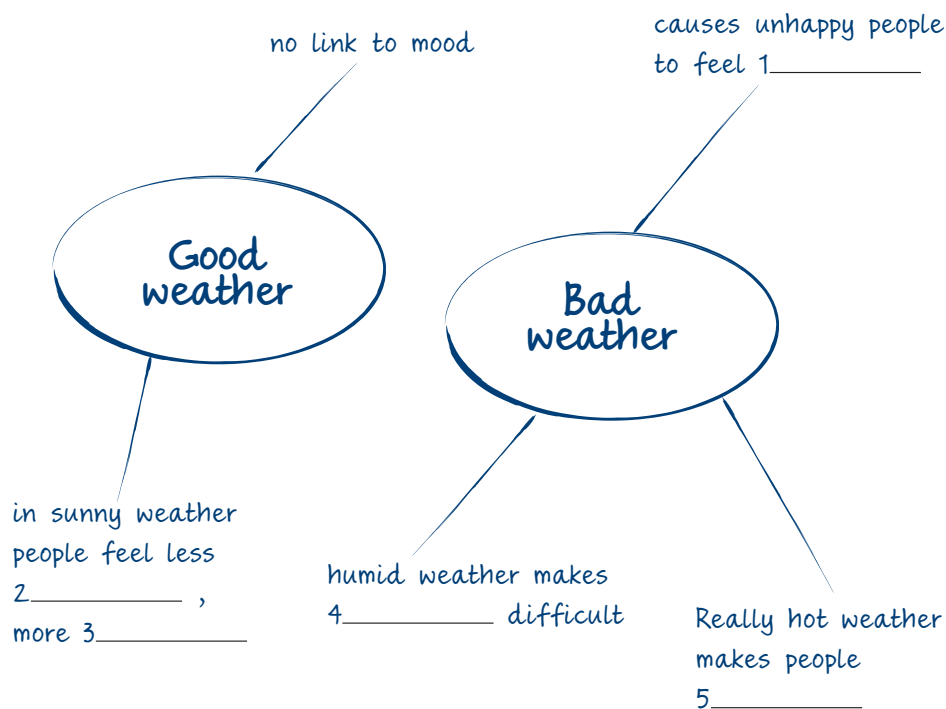 no link to mood
causes unhappy people
to feel 1__________
Good
weather
Bad
weather
in sunny weather
people feel less
2__________ ,
more 3__________
humid weather makes
4__________ difficult
Really hot weather
makes people
5__________